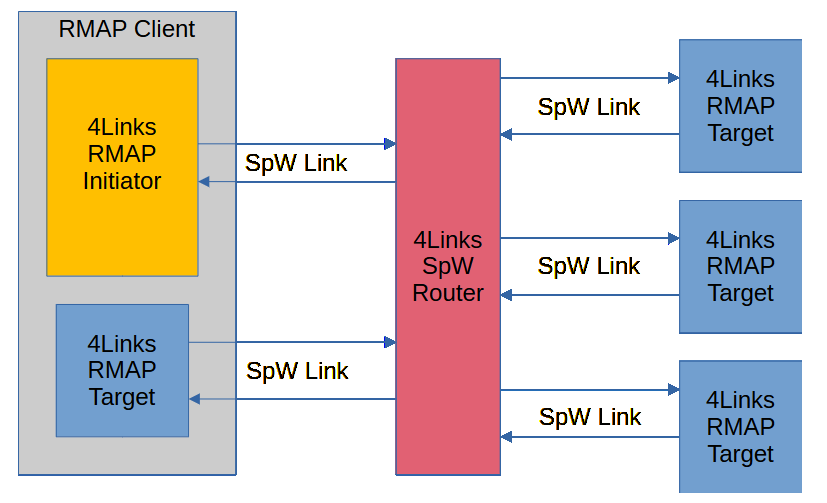 RMAP Client
4Links
RMAP
Initiator
SpW Link
4Links
RMAP
Target
SpW Link
4Links
SpW
Router
SpW Link
4Links
RMAP
Target
SpW Link
4Links
RMAP
Target
SpW Link
4Links
RMAP
Target